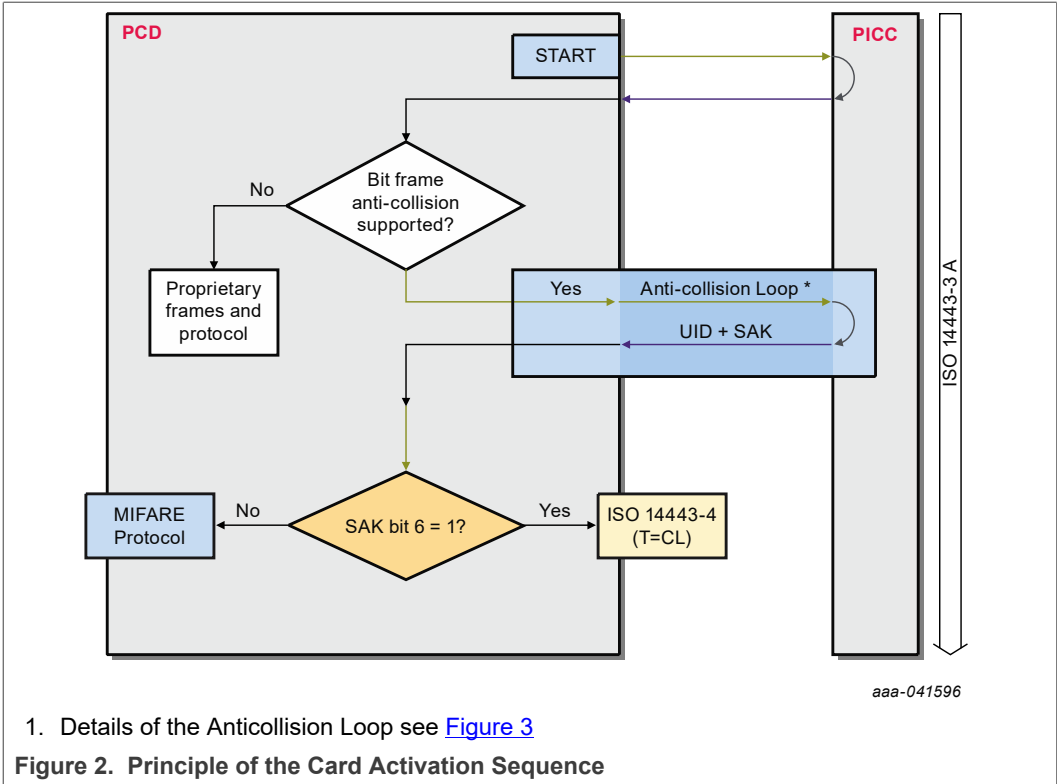 PCD
PICC
START
Bit frame
anti-collision
supported?
No
Proprietary
frames and
protocol
Yes
Anti-collision Loop *
UID + SAK
ISO 14443-3 A
SAK bit 6 = 1?
No
MIFARE
Protocol
Yes
ISO 14443-4
(T=CL)
aaa-041596
1. Details of the Anticollision Loop see Figure 3
Figure 2. Principle of the Card Activation Sequence